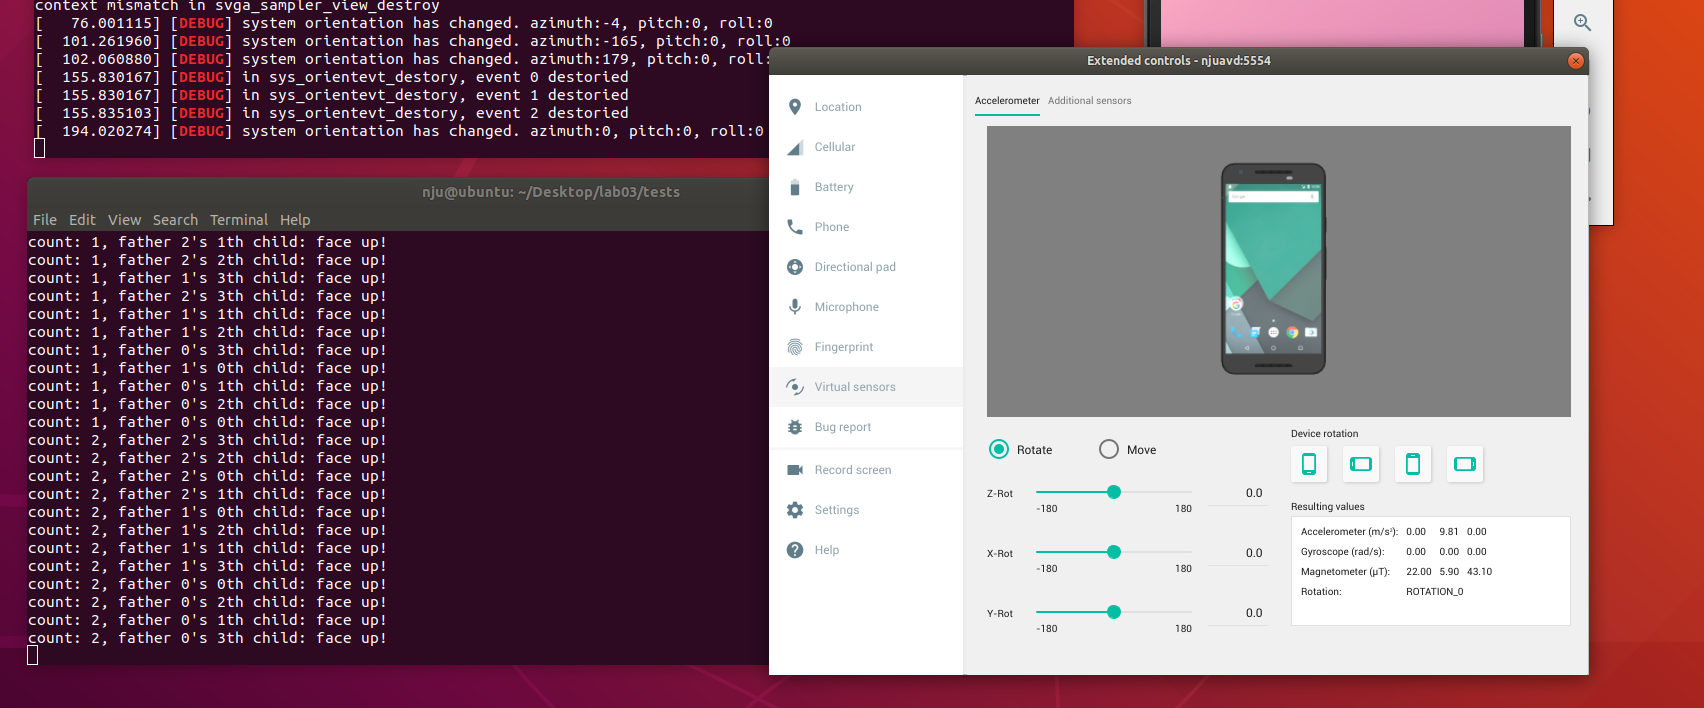 context mismatch in svga_sampler_view_destroy
[   76.001115] [DEBUG] system orientation has changed. azimuth:-4, pitch:0, roll:0
[  101.261960] [DEBUG] system orientation has changed. azimuth:-165, pitch:0, roll:0
[  102.060880] [DEBUG] system orientation has changed. azimuth:179, pitch:0, roll:
[  155.830167] [DEBUG] in sys_orientevt_destory, event 0 destoried
[  155.830167] [DEBUG] in sys_orientevt_destory, event 1 destoried
[  155.835103] [DEBUG] in sys_orientevt_destory, event 2 destoried
[  194.020274] [DEBUG] system orientation has changed. azimuth:0, pitch:0, roll:0
nju@ubuntu: ~/Desktop/lab03/tests
File Edit View Search Terminal Help
count: 1, father 2's 1th child: face up!
count: 1, father 2's 2th child: face up!
count: 1, father 1's 3th child: face up!
count: 1, father 2's 3th child: face up!
count: 1, father 1's 1th child: face up!
count: 1, father 1's 2th child: face up!
count: 1, father 0's 3th child: face up!
count: 1, father 1's 0th child: face up!
count: 1, father 0's 1th child: face up!
count: 1, father 0's 2th child: face up!
count: 1, father 0's 0th child: face up!
count: 2, father 2's 3th child: face up!
count: 2, father 2's 2th child: face up!
count: 2, father 2's 0th child: face up!
count: 2, father 2's 1th child: face up!
count: 2, father 1's 0th child: face up!
count: 2, father 1's 2th child: face up!
count: 2, father 1's 1th child: face up!
count: 2, father 1's 3th child: face up!
count: 2, father 0's 0th child: face up!
count: 2, father 0's 2th child: face up!
count: 2, father 0's 1th child: face up!
count: 2, father 0's 3th child: face up!
Extended controls - njuavd:5554
Location
Cellular
Battery
Phone
Directional pad
Microphone
Fingerprint
Virtual sensors
Bug report
Record screen
Settings
Help
Accelerometer Additional sensors
Rotate Move
Z-Rot 0.0
-180 180
X-Rot 0.0
-180 180
Y-Rot 0.0
-180 180
Device rotation
Resulting values
Accelerometer (m/s²): 0.00 9.81 0.00
Gyroscope (rad/s): 0.00 0.00 0.00
Magnetometer (μT): 22.00 5.90 43.10
Rotation: ROTATION_0